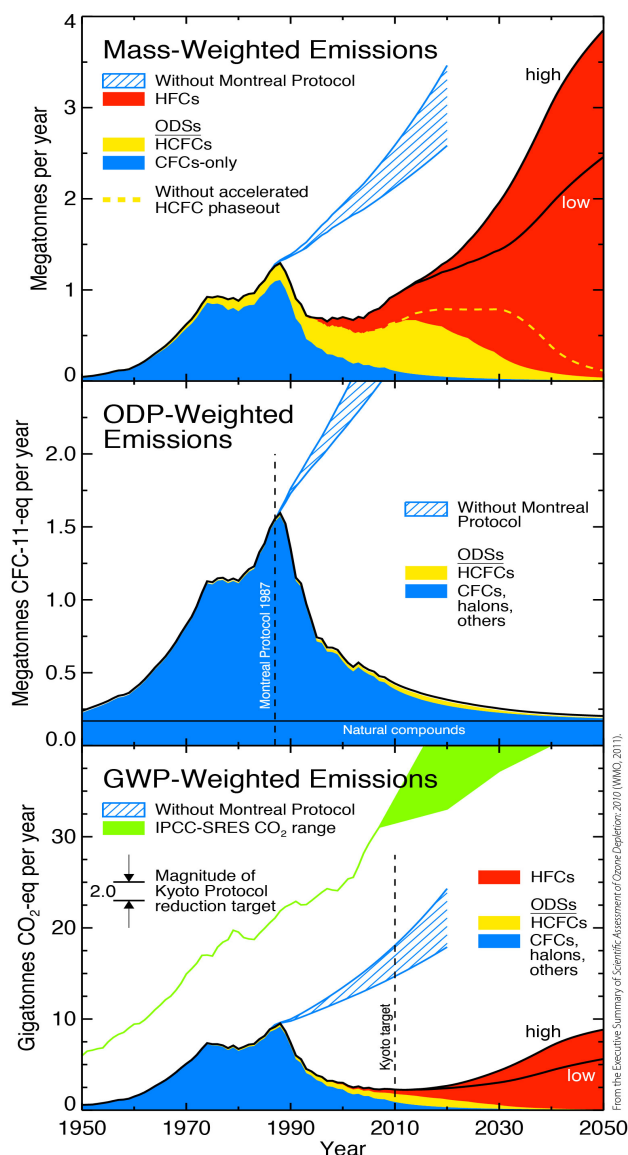 Mass-Weighted Emissions
Without Montreal Protocol
HFCs
ODSs
HCFCs
CFCs-only
Without accelerated
HCFC phaseout
high
low
Megatonnes per year
4
3
2
1
0
ODP-Weighted
Emissions
Without Montreal
Protocol
ODSs
HCFCs
CFCs,
halons,
others
Montreal Protocol 1987
Natural compounds
Megatonnes CFC-11-eq per year
2.0
1.5
1.0
0.5
0.0
GWP-Weighted Emissions
Without Montreal Protocol
IPCC-SRES CO₂ range
2.0
Magnitude of
Kyoto Protocol
reduction target
HFCs
ODSs
HCFCs
CFCs,
halons,
others
Kyoto target
high
low
Gigatonnes CO₂-eq per year
30
20
10
0
1950 1970 1990 2010 2030 2050
Year
From the Executive Summary of Scientific Assessment of Ozone Depletion: 2010 (WMO, 2011).